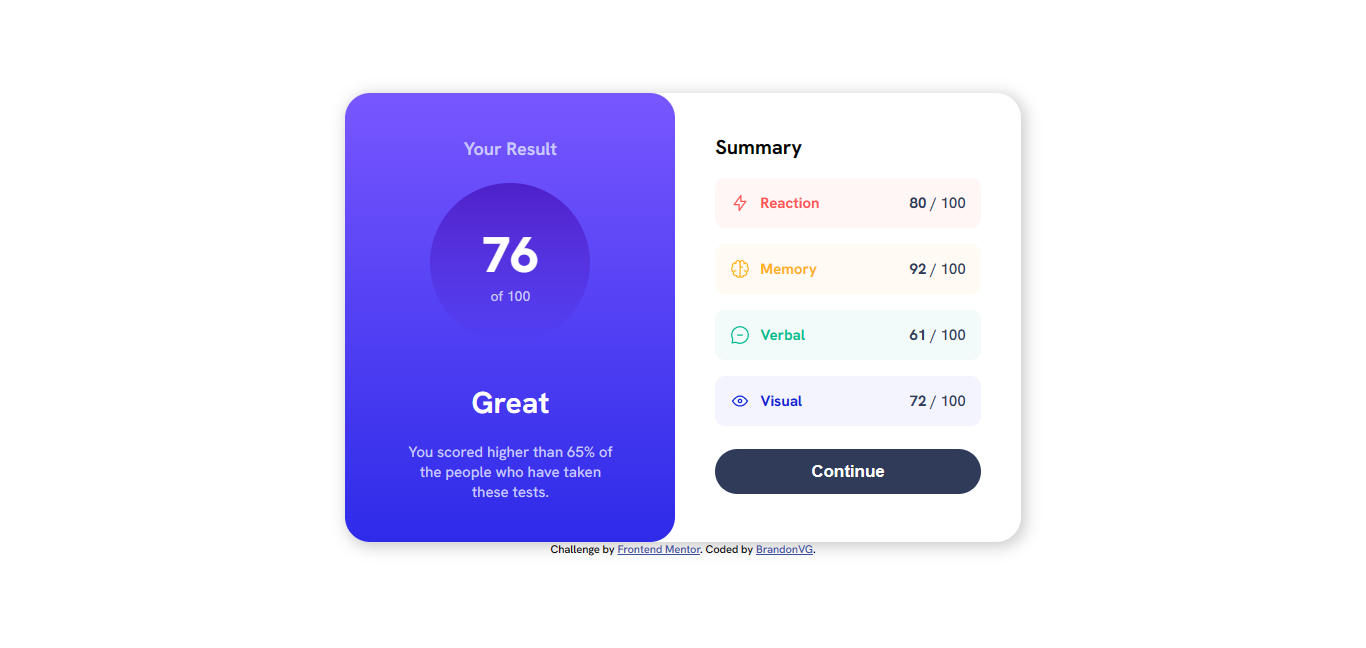 Your Result
76
of 100
Great
You scored higher than 65% of
the people who have taken
these tests.
Summary
Reaction 80 / 100
Memory 92 / 100
Verbal 61 / 100
Visual 72 / 100
Continue
Challenge by Frontend Mentor. Coded by BrandonVG.